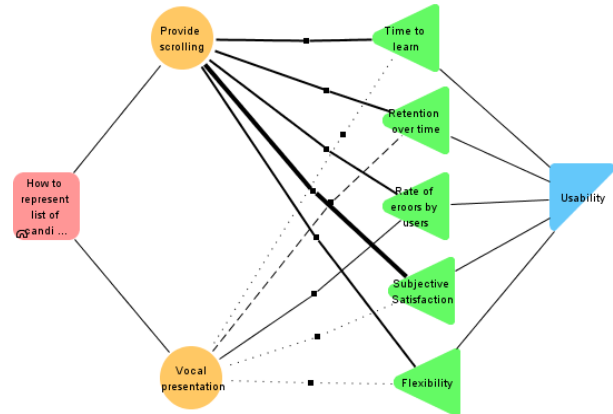 Provide
scrolling
Time to
learn
Retention
over time
How to
represent
list of
candi ...
Rate of
eroors by
users
Usability
Subjective
Satisfaction
Vocal
presentation
Flexibility